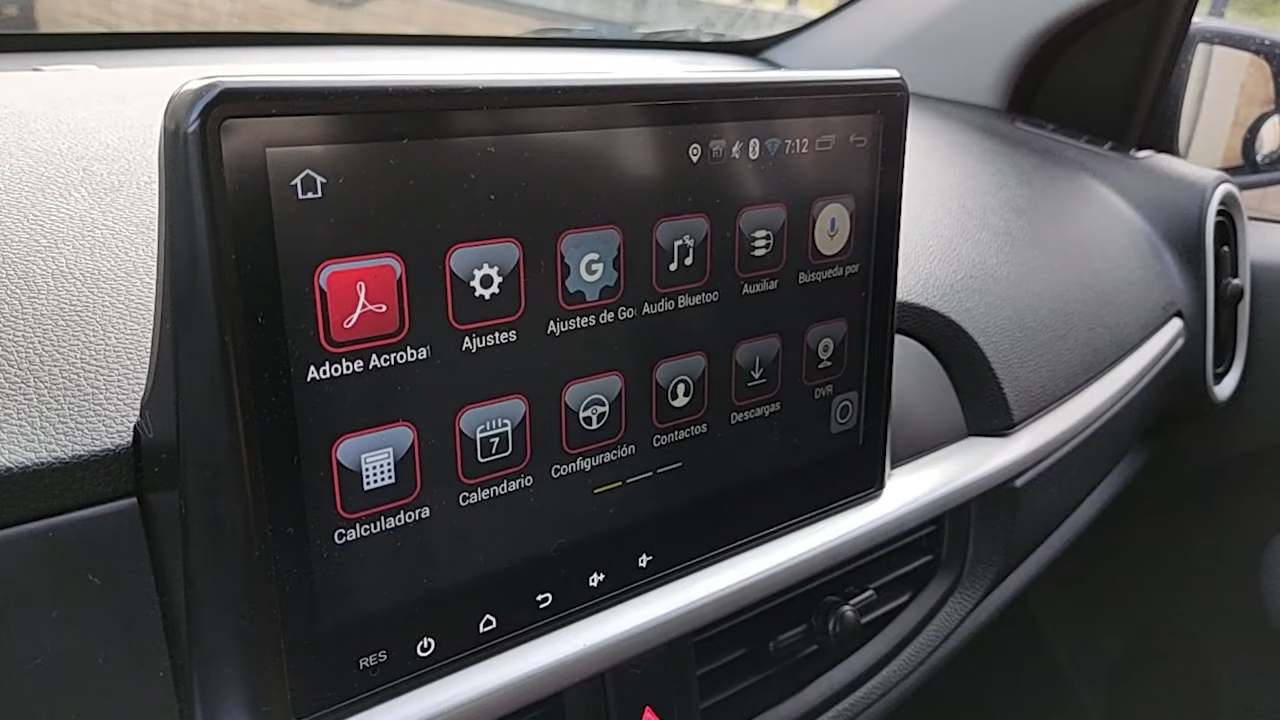 7:12
Adobe Acrobat
Ajustes
Ajustes de Goo
Audio Bluetoo
Auxiliar
Búsqueda por
Calculadora
7
Calendario
Configuración
Contactos
Descargas
DVR
RES